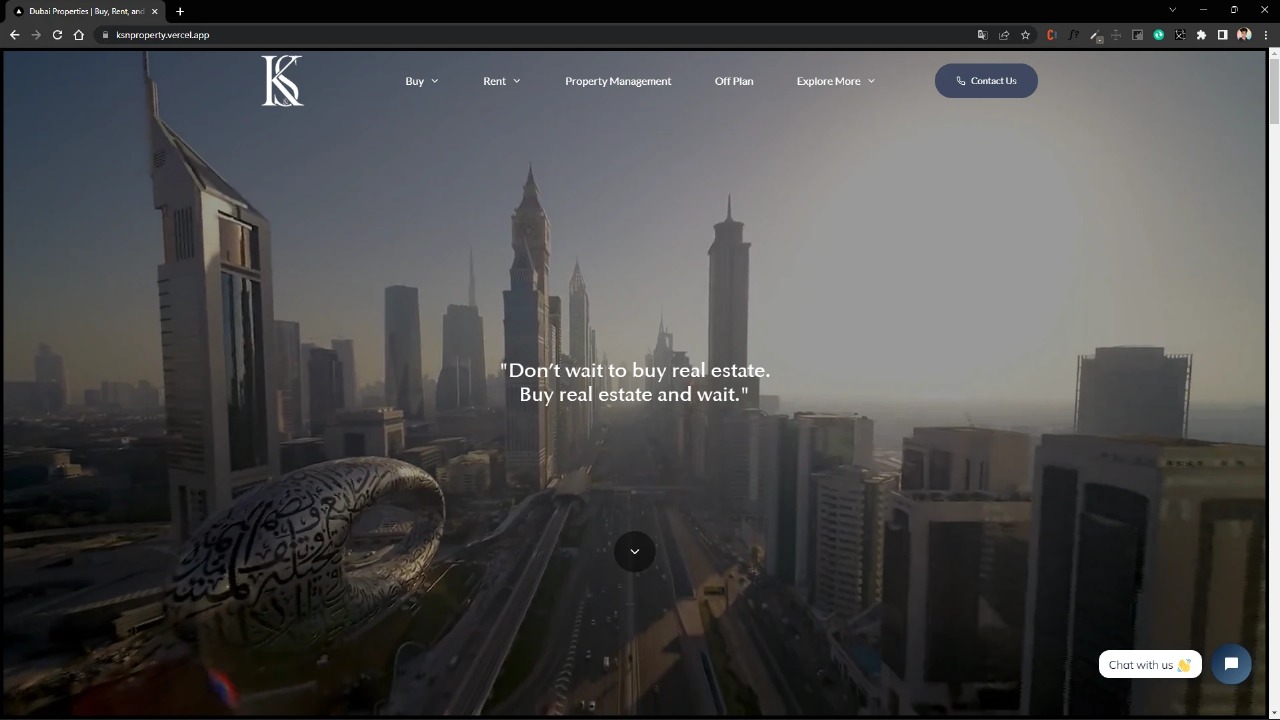 Dubai Properties | Buy, Rent, and
ksnproperty.vercel.app
KS
Buy
Rent
Property Management
Off Plan
Explore More
Contact Us
"Don't wait to buy real estate.
Buy real estate and wait."
Chat with us 👋